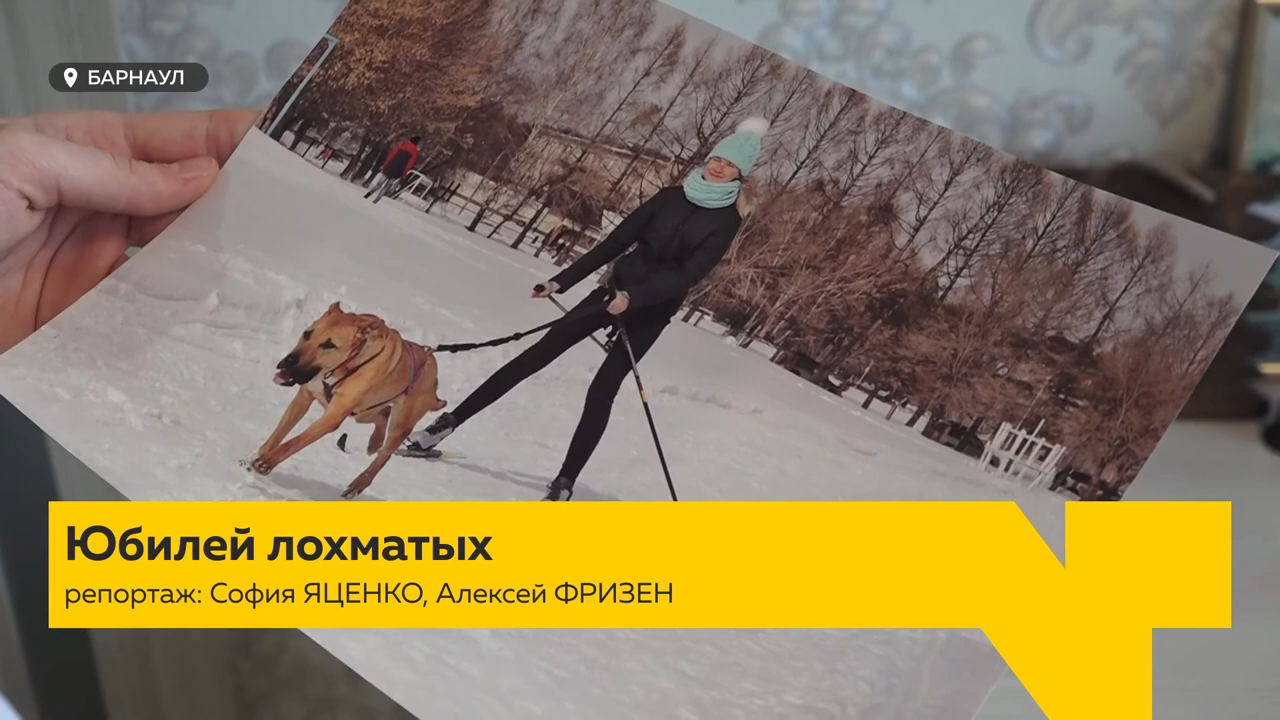 БАРНАУЛ
Юбилей лохматых
репортаж: София ЯЦЕНКО, Алексей ФРИЗЕН